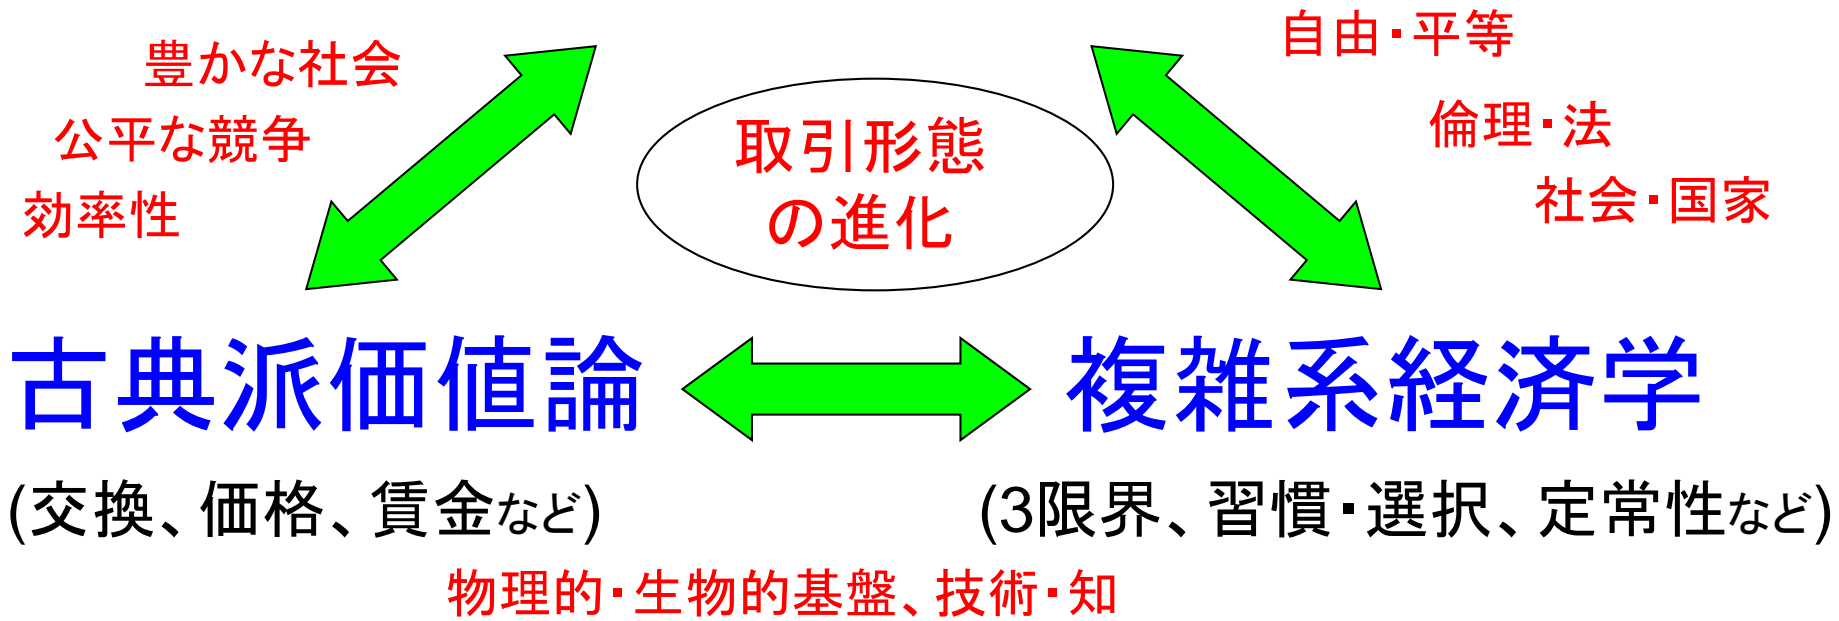 豊かな社会
公平な競争
効率性
取引形態
の進化
自由・平等
倫理・法
社会・国家
古典派価値論
複雑系経済学
(交換、価格、賃金など)
(3限界、習慣・選択、定常性など)
物理的・生物的基盤、技術・知